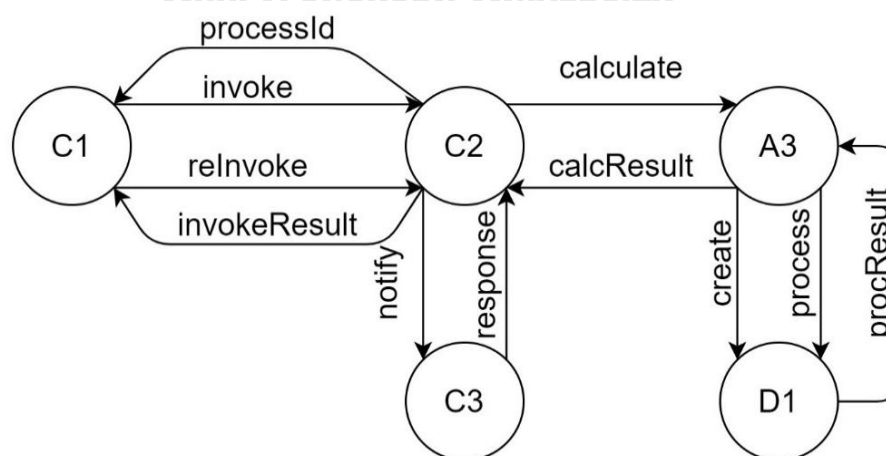 processId
calculate
invoke
C1
C2
A3
reInvoke
calcResult
invokeResult
notify
response
create
process
procResult
C3
D1